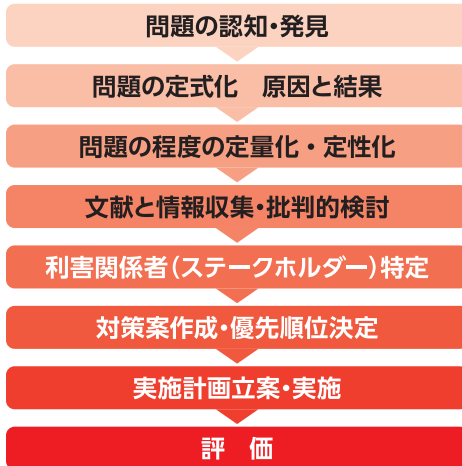 問題の認知・発見
問題の定式化　原因と結果
問題の程度の定量化・定性化
文献と情報収集・批判的検討
利害関係者（ステークホルダー）特定
対策案作成・優先順位決定
実施計画立案・実施
評　価